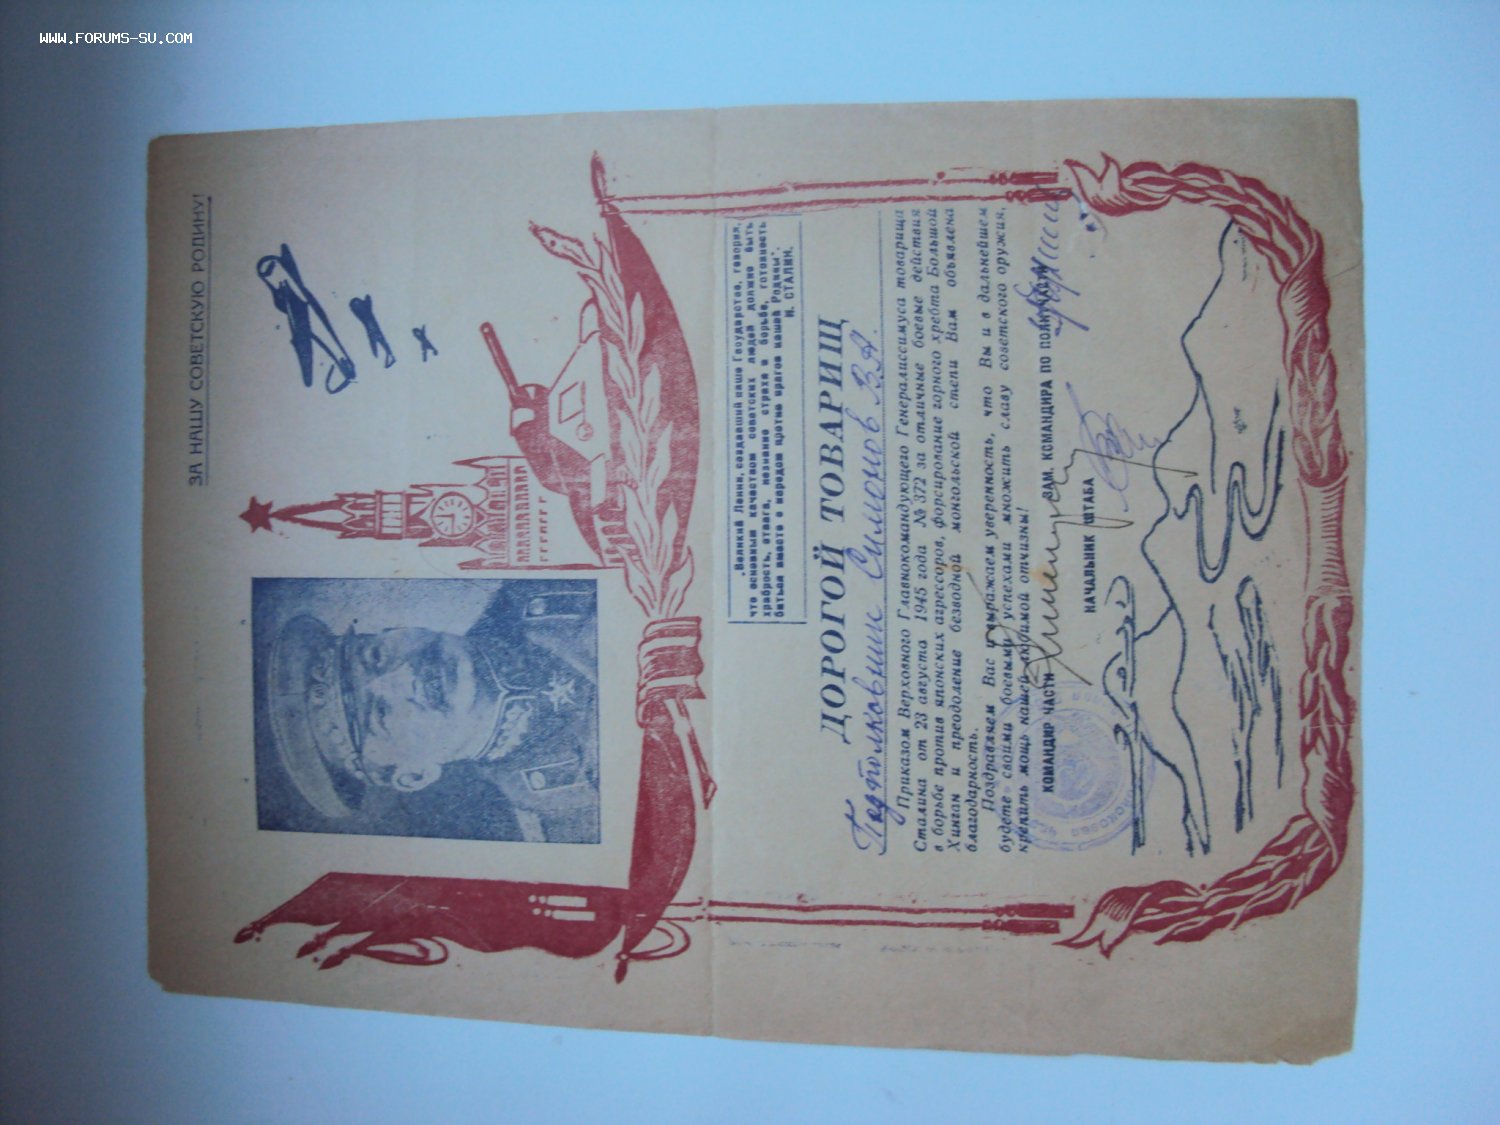 WWW.FORUMS-SU.COM
ЗА НАШУ СОВЕТСКУЮ РОДИНУ!
„Великий Ленин, создавший наше Государство, говорил,
что основным качеством советских людей должно быть
храбрость, отвага, незнание страха в борьбе, готовность
биться вместе с народом против врагов нашей Родины".
И. СТАЛИН.
ДОРОГОЙ ТОВАРИЩ
Подполковник Симонов В.А.
Приказом Верховного Главнокомандующего Генералиссимуса товарища
Сталина от 23 августа 1945 года № 372 за отличные боевые действия
в борьбе против японских агрессоров, форсирование горного хребта Большой
Хинган и преодоление безводной монгольской степи Вам объявлена
благодарность.
Поздравляем Вас и выражаем уверенность, что Вы и в дальнейшем
будете своими боевыми успехами множить славу советского оружия,
крепить мощь нашей любимой отчизны!
КОМАНДИР ЧАСТИ
ЗАМ. КОМАНДИРА ПО ПОЛИТЧАСТИ
НАЧАЛЬНИК ШТАБА